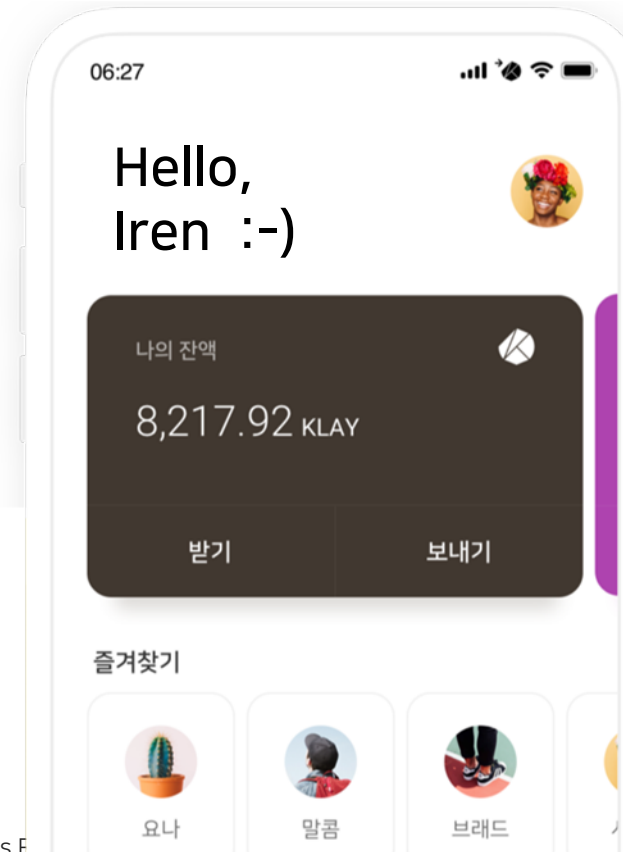 06:27
Hello,
Iren :-)
나의 잔액
8,217.92 KLAY
받기 보내기
즐겨찾기
요나 말콤 브래드